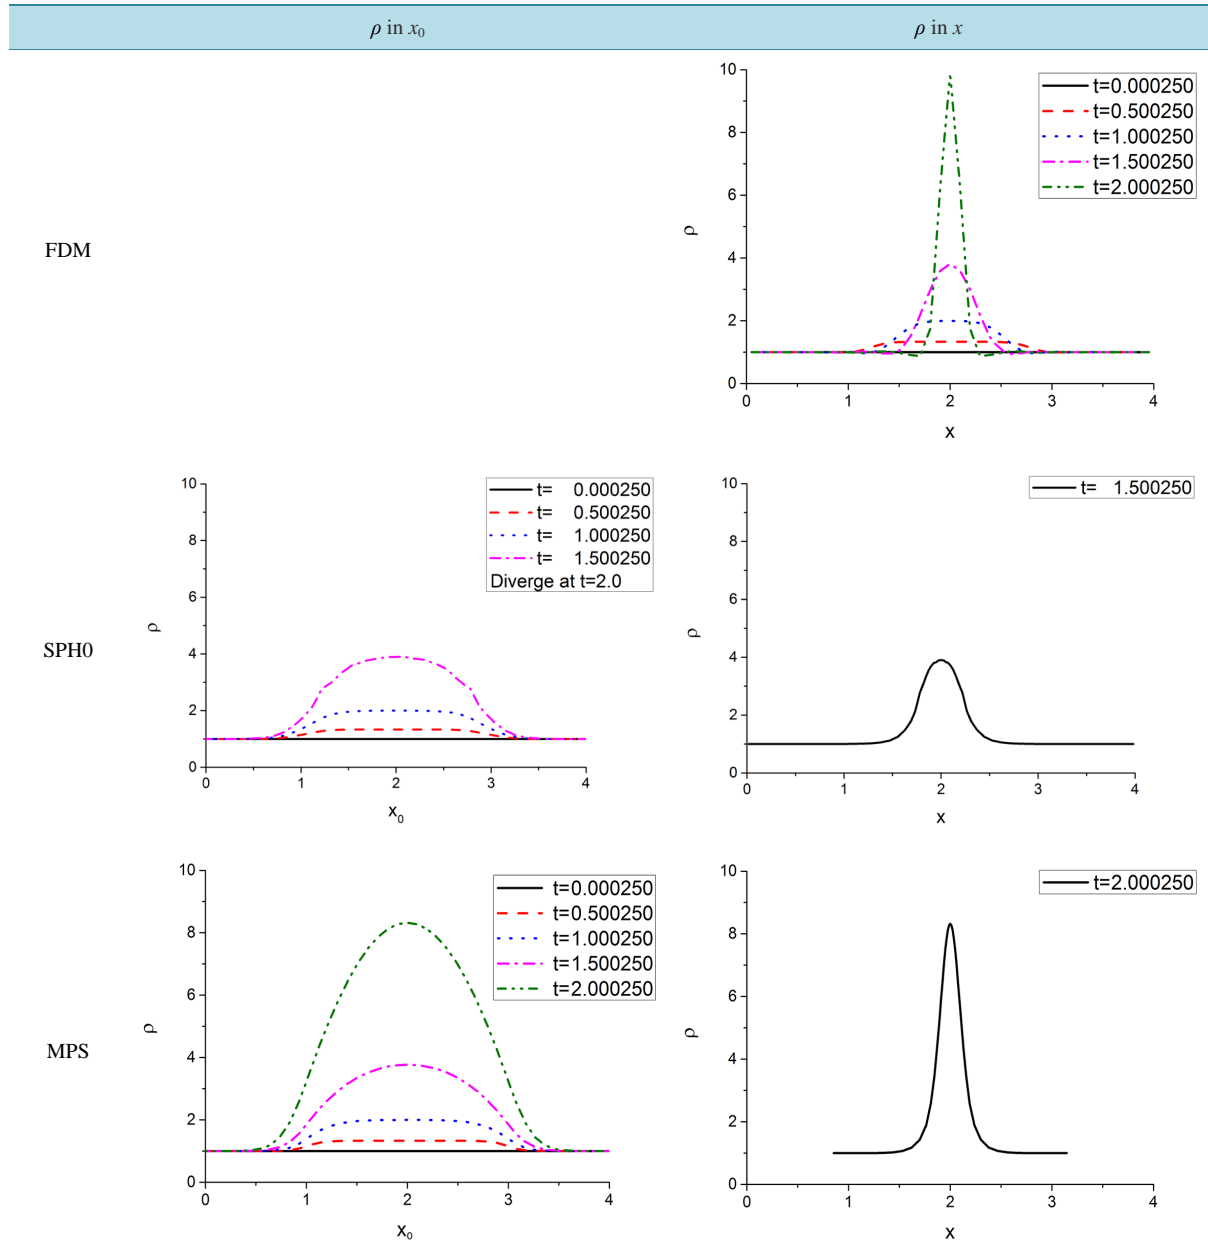 ρ in x0 ρ in x
FDM
10
8
6
4
2
0
ρ
0 1 2 3 4
x
t=0.000250
t=0.500250
t=1.000250
t=1.500250
t=2.000250
SPH0
10
8
6
4
2
0
ρ
0 1 2 3 4
x0
t= 0.000250
t= 0.500250
t= 1.000250
t= 1.500250
Diverge at t=2.0
10
8
6
4
2
0
ρ
0 1 2 3 4
x
t= 1.500250
MPS
10
8
6
4
2
0
ρ
0 1 2 3 4
x0
t=0.000250
t=0.500250
t=1.000250
t=1.500250
t=2.000250
10
8
6
4
2
0
ρ
0 1 2 3 4
x
t=2.000250